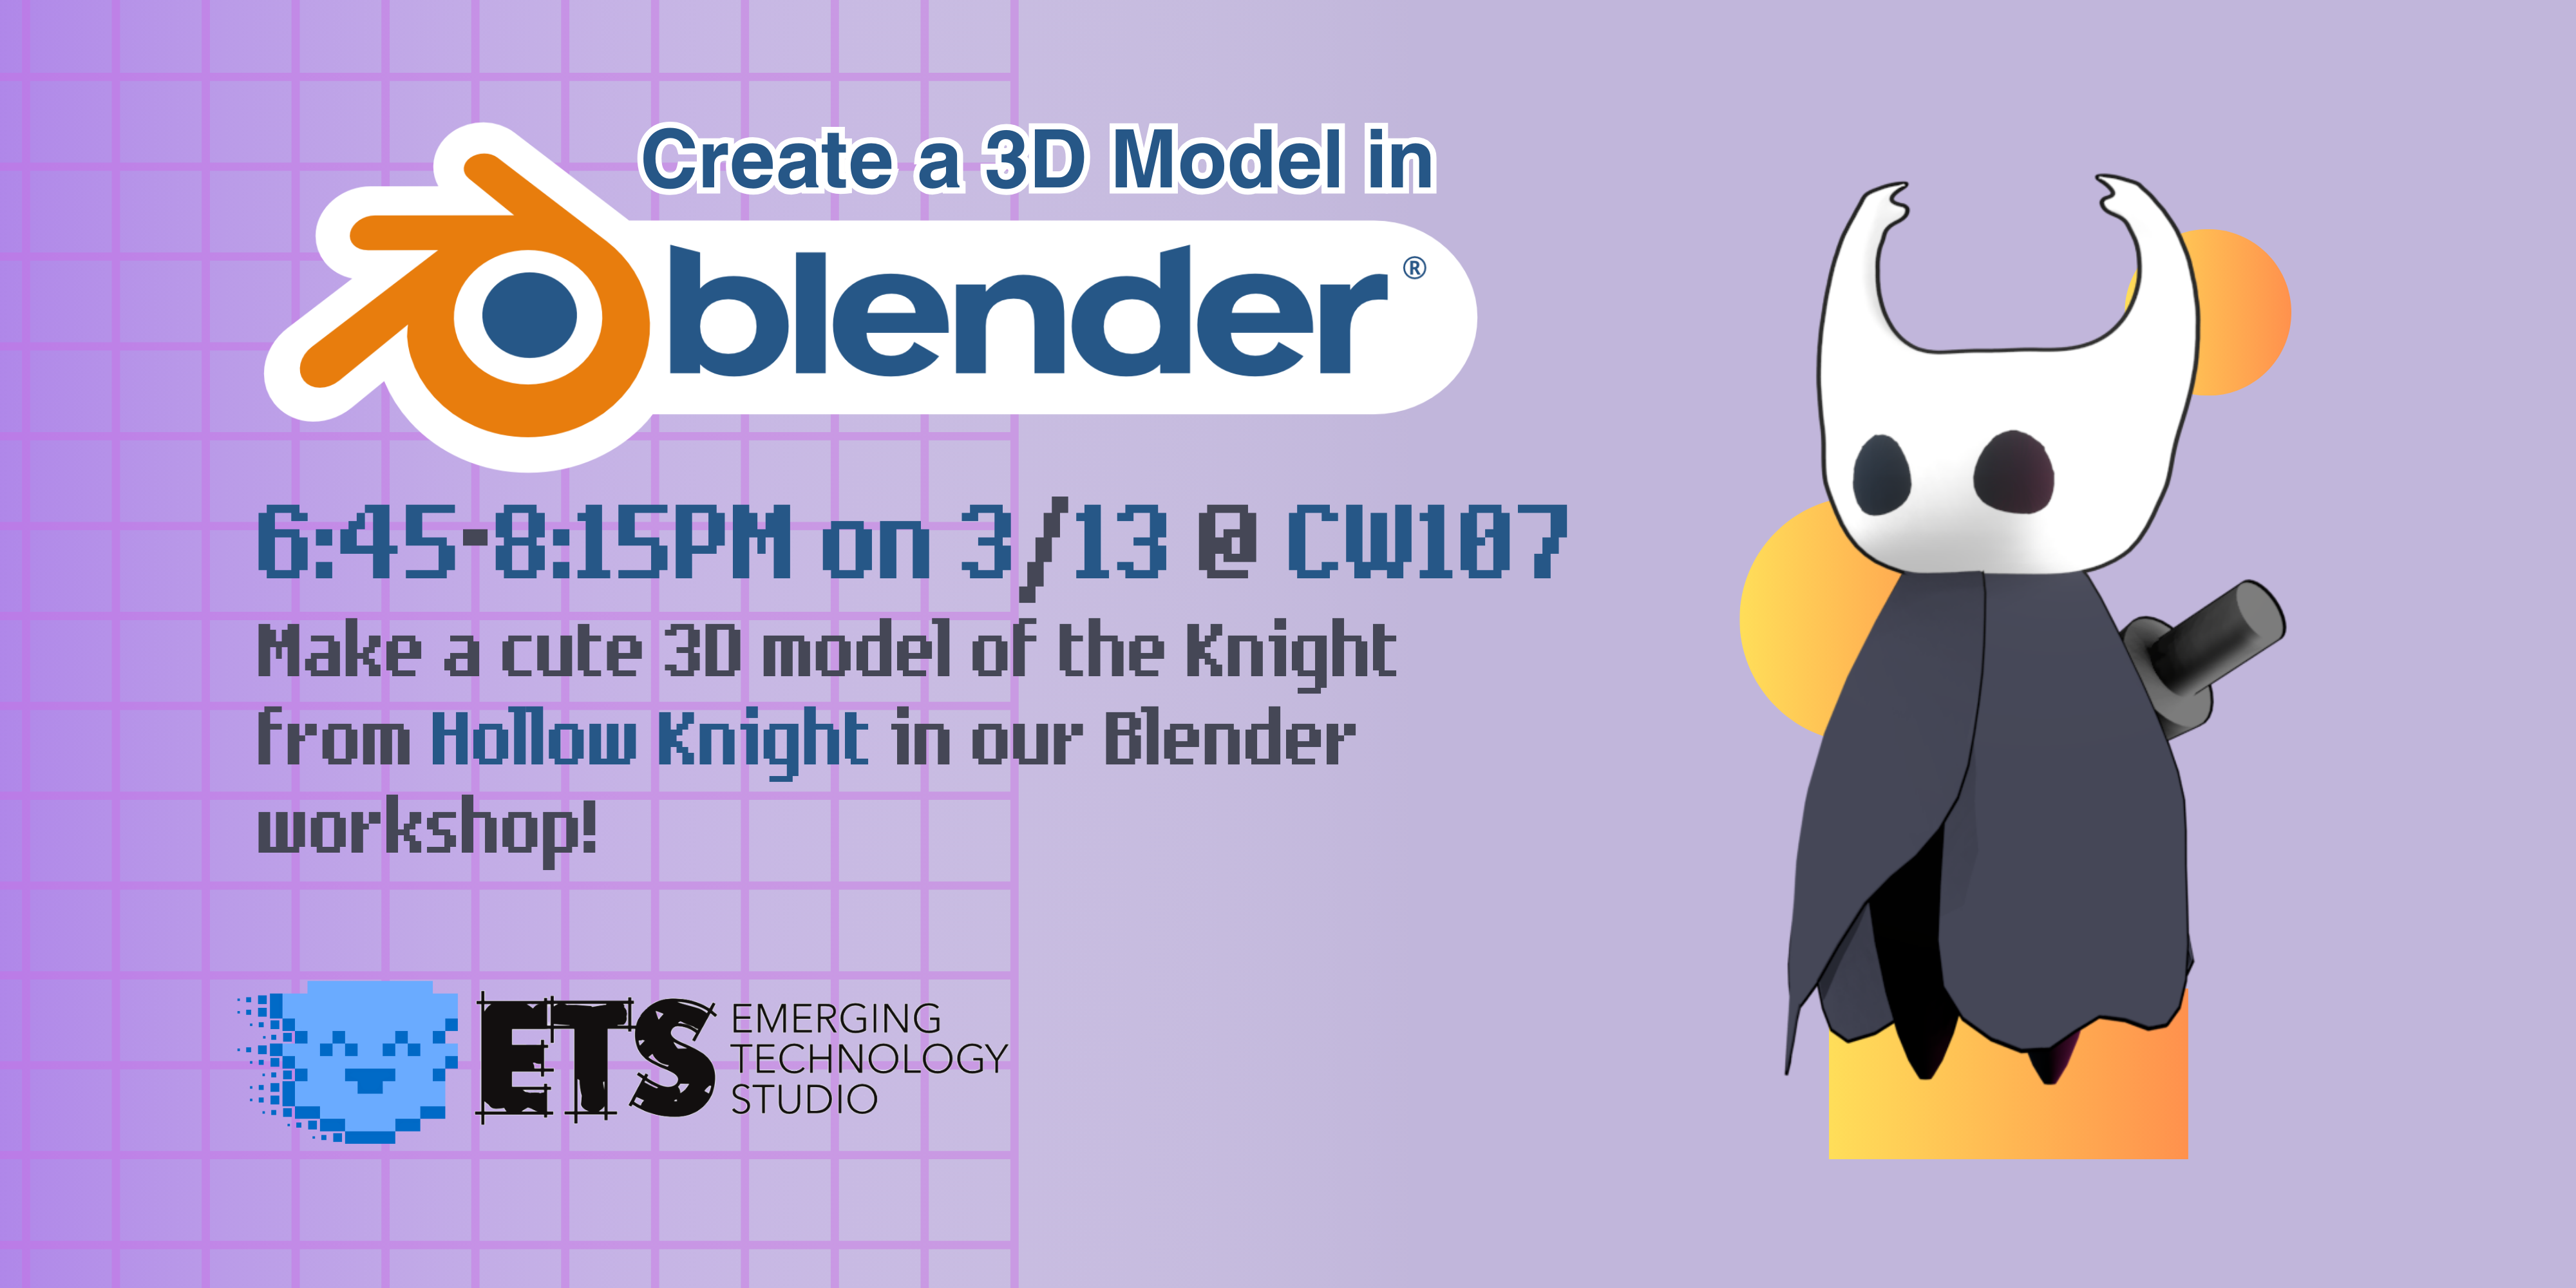 Create a 3D Model in
blender®
6:45-8:15PM on 3/13 @ CW107
Make a cute 3D model of the Knight
from Hollow Knight in our Blender
workshop!
ETS
EMERGING
TECHNOLOGY
STUDIO